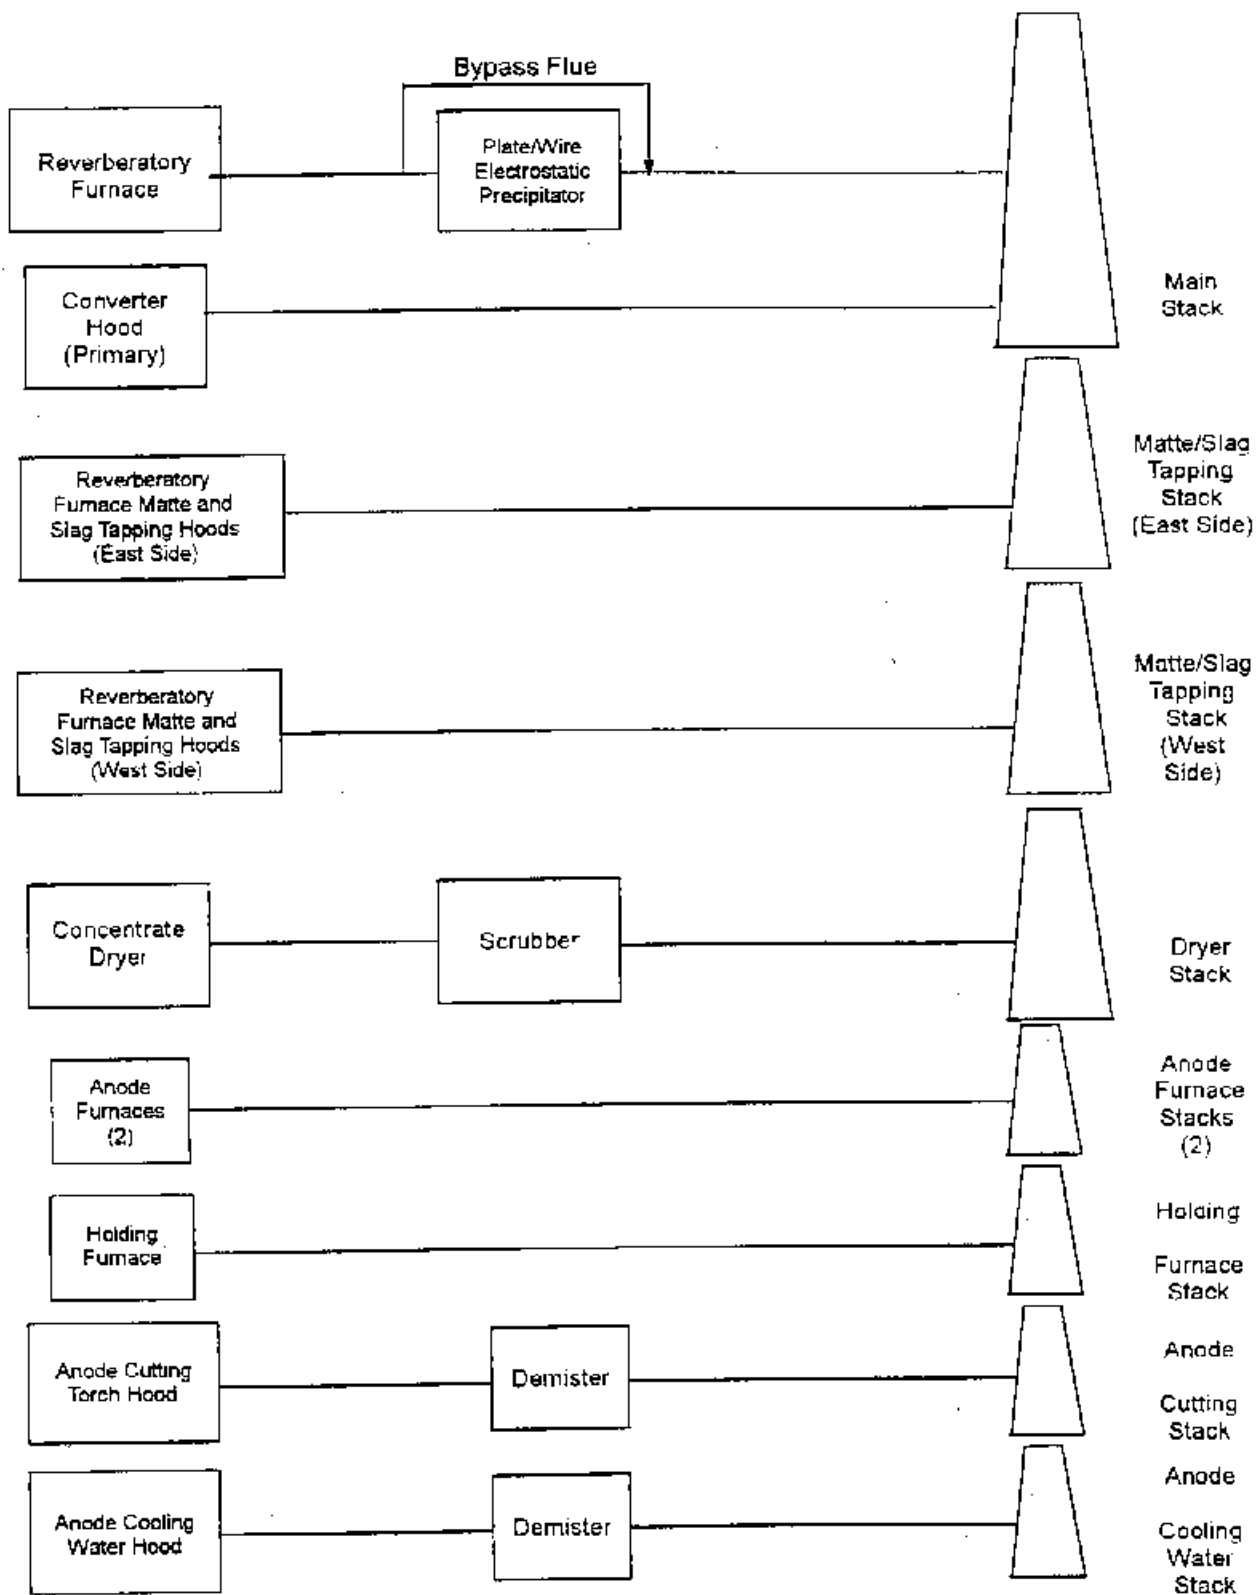 Bypass Flue
Reverberatory
Furnace
Plate/Wire
Electrostatic
Precipitator
Converter
Hood
(Primary)
Main
Stack
Reverberatory
Furnace Matte and
Slag Tapping Hoods
(East Side)
Matte/Slag
Tapping
Stack
(East Side)
Reverberatory
Furnace Matte and
Slag Tapping Hoods
(West Side)
Matte/Slag
Tapping
Stack
(West
Side)
Concentrate
Dryer
Scrubber
Dryer
Stack
Anode
Furnaces
(2)
Anode
Furnace
Stacks
(2)
Holding
Furnace
Holding
Furnace
Stack
Anode Cutting
Torch Hood
Demister
Anode
Cutting
Stack
Anode Cooling
Water Hood
Demister
Anode
Cooling
Water
Stack